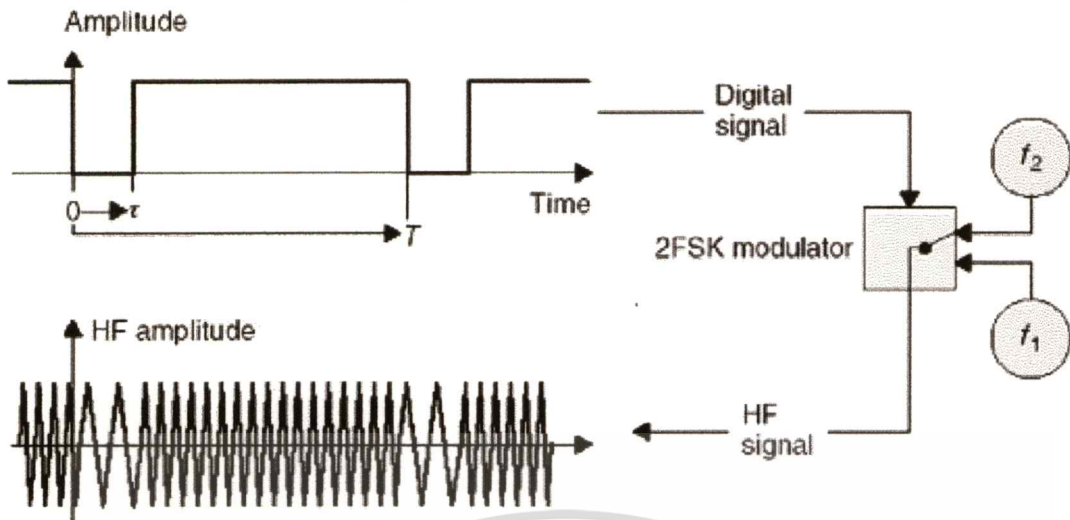 Amplitude
0
τ
T
Time
Digital
signal
f2
2FSK modulator
f1
HF amplitude
HF
signal